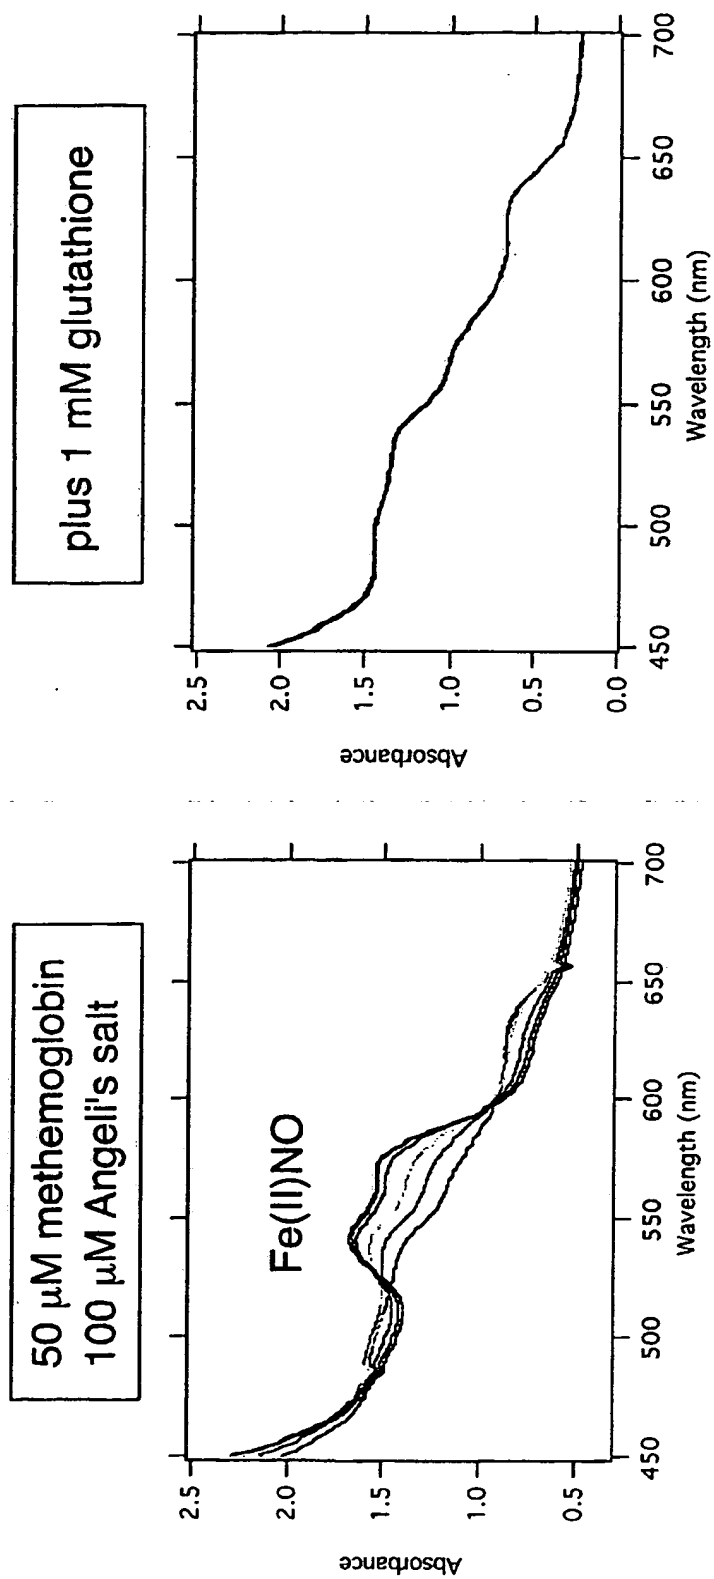 50 μM methemoglobin
100 μM Angeli's salt
Fe(II)NO
Absorbance
2.5
2.0
1.5
1.0
0.5
450
500
550
600
650
700
Wavelength (nm)
plus 1 mM glutathione
Absorbance
2.5
2.0
1.5
1.0
0.5
0.0
450
500
550
600
650
700
Wavelength (nm)